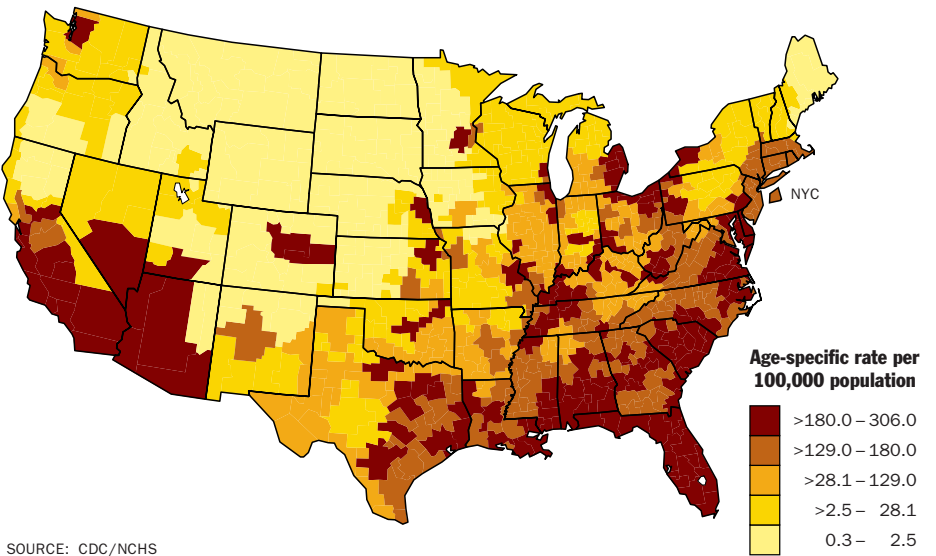 NYC
Age-specific rate per
100,000 population
>180.0 – 306.0
>129.0 – 180.0
>28.1 – 129.0
>2.5 – 28.1
0.3 – 2.5
SOURCE: CDC/NCHS